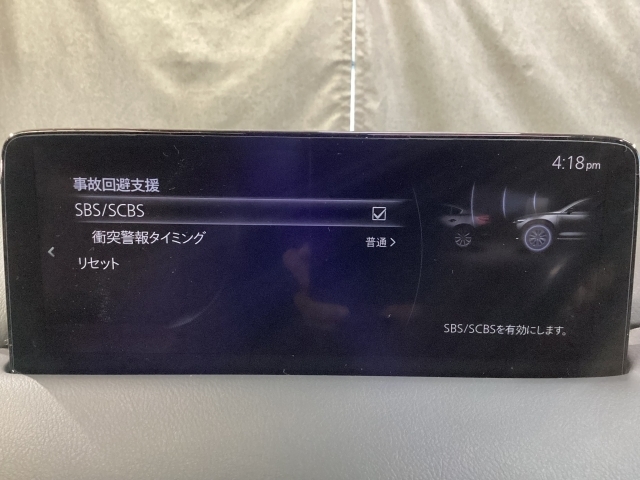 4:18pm
事故回避支援
SBS/SCBS
衝突警報タイミング 普通
リセット
SBS/SCBSを有効にします。